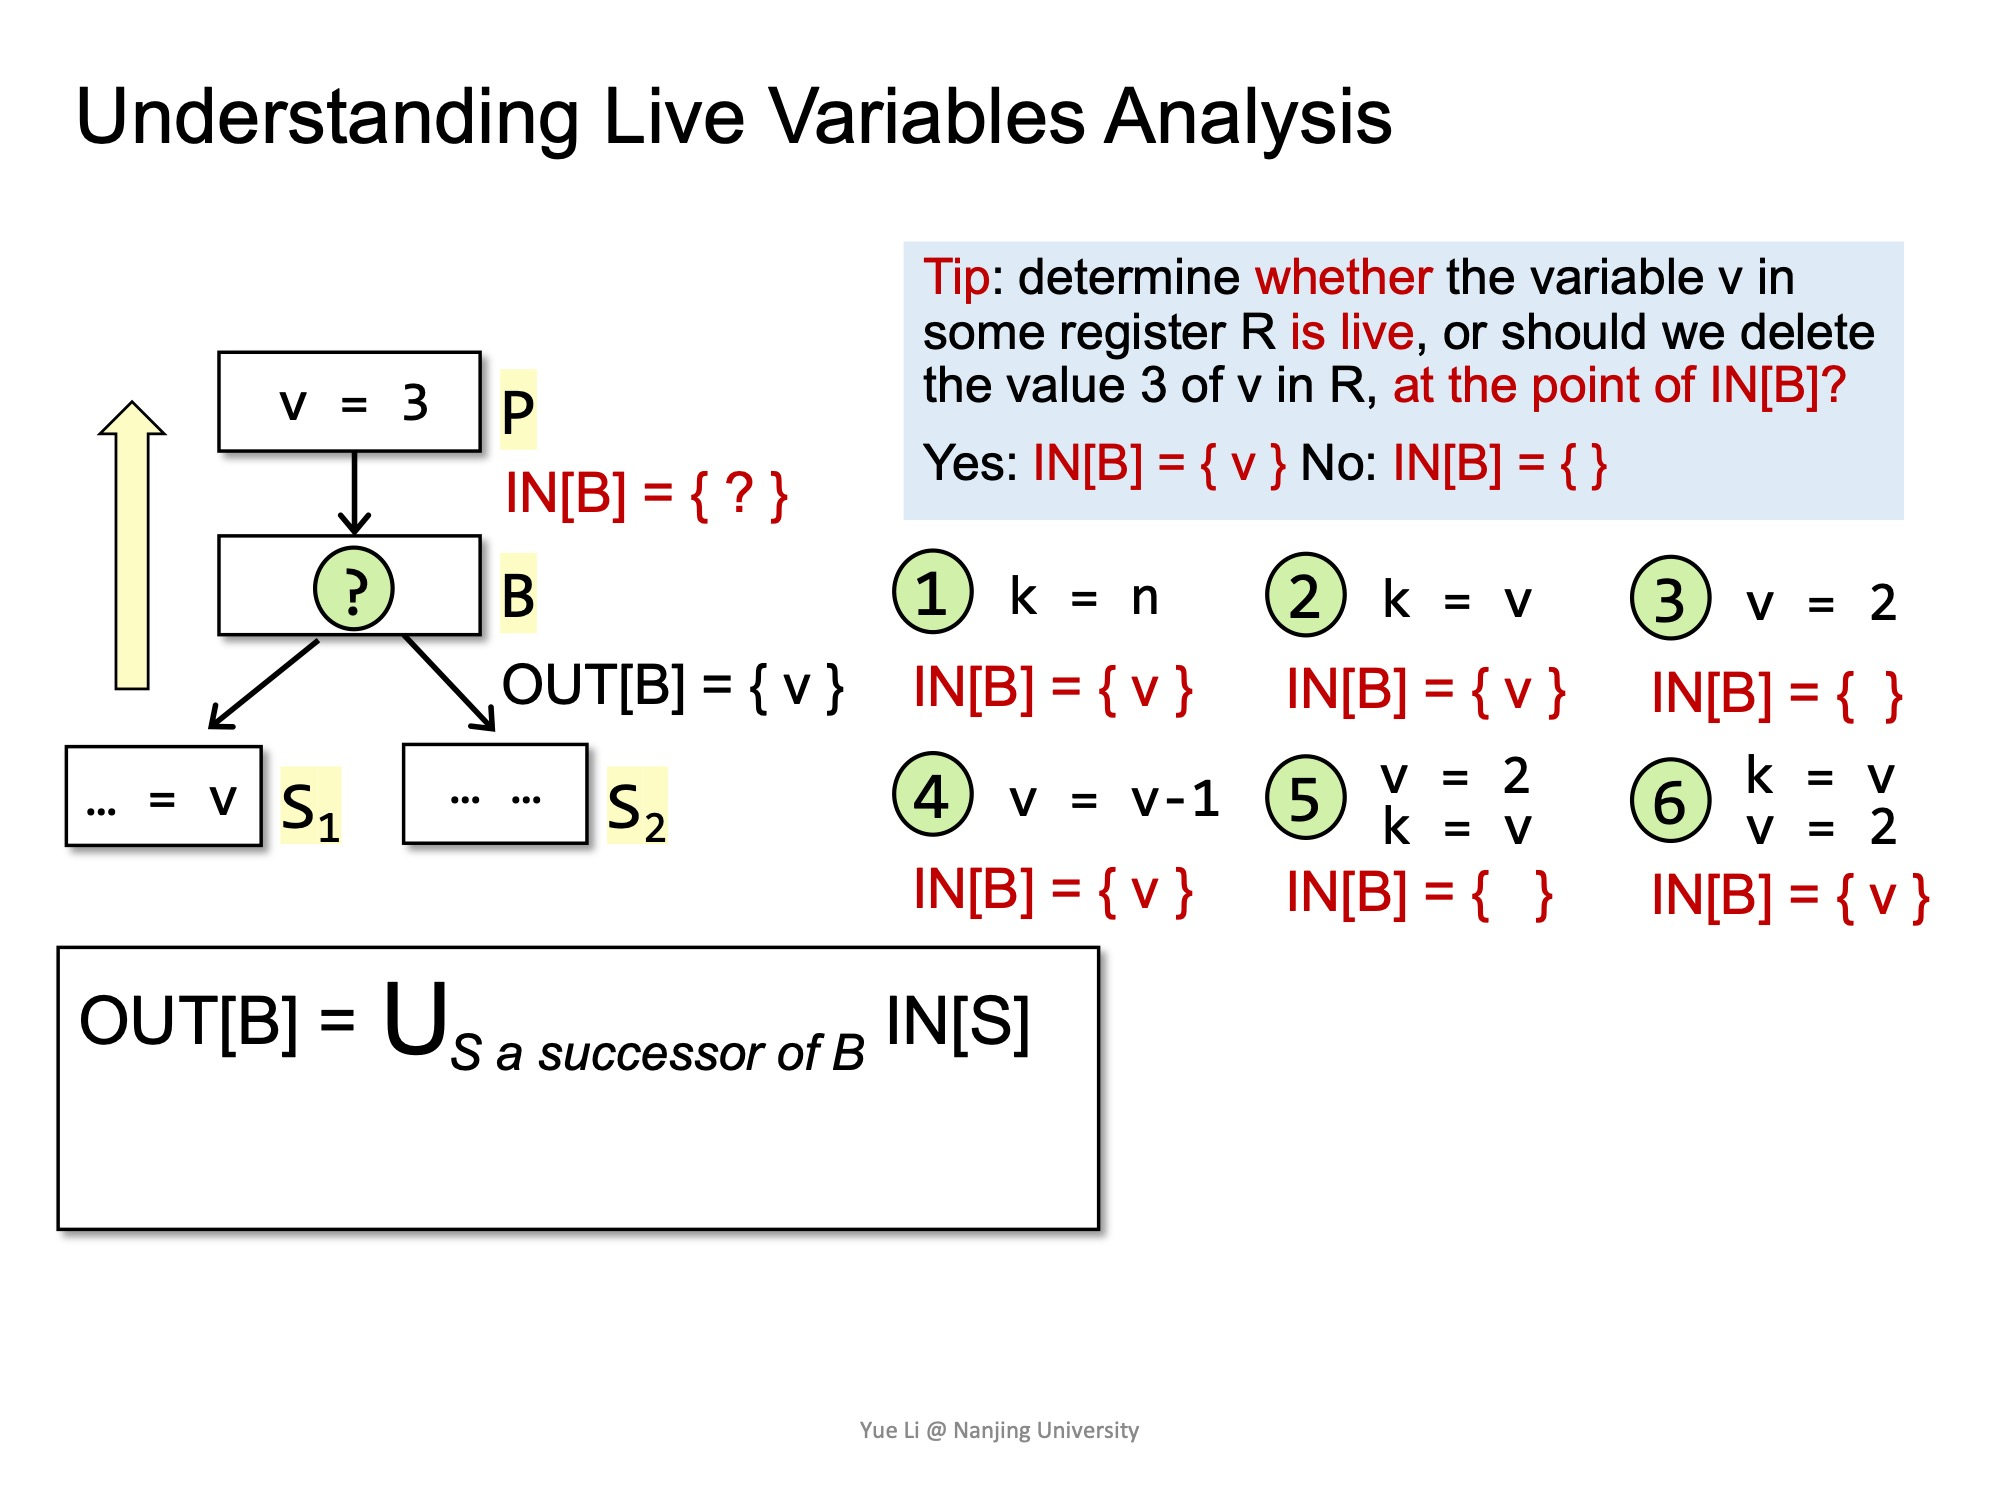 Understanding Live Variables Analysis
Tip: determine whether the variable v in
some register R is live, or should we delete
the value 3 of v in R, at the point of IN[B]?
Yes: IN[B] = { v } No: IN[B] = { }
v = 3
P
IN[B] = { ? }
?
B
OUT[B] = { v }
… = v
S1
… …
S2
1 k = n
IN[B] = { v }
2 k = v
IN[B] = { v }
3 v = 2
IN[B] = { }
4 v = v-1
IN[B] = { v }
5 v = 2
k = v
IN[B] = { }
6 k = v
v = 2
IN[B] = { v }
OUT[B] = U S a successor of B IN[S]
Yue Li @ Nanjing University